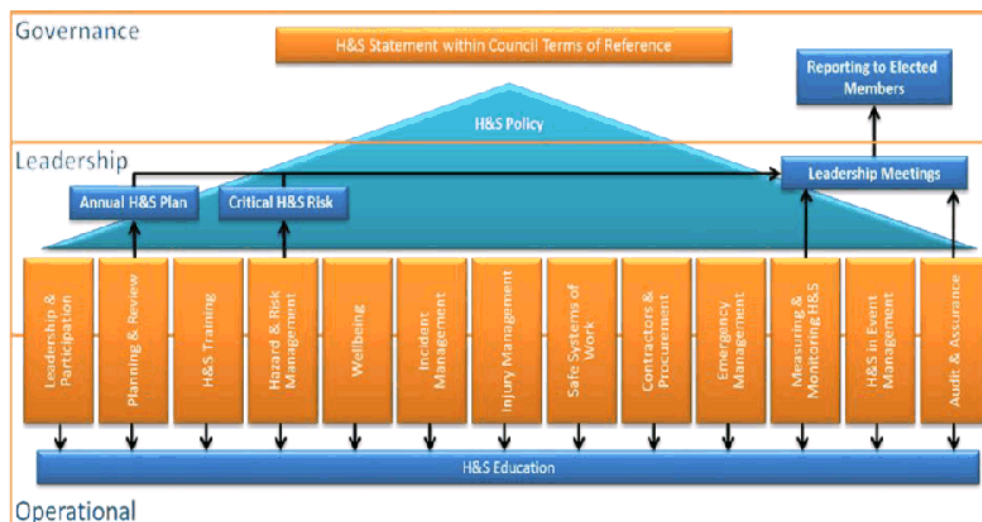 Governance
H&S Statement within Council Terms of Reference
Reporting to Elected
Members
H&S Policy
Leadership
Leadership Meetings
Annual H&S Plan
Critical H&S Risk
Leadership &
Participation
Planning & Review
H&S Training
Hazard & Risk
Management
Wellbeing
Incident
Management
Injury Management
Safe Systems of
Work
Contractors &
Procurement
Emergency
Management
Measuring &
Monitoring H&S
H&S in Event
Management
Audit & Assurance
H&S Education
Operational